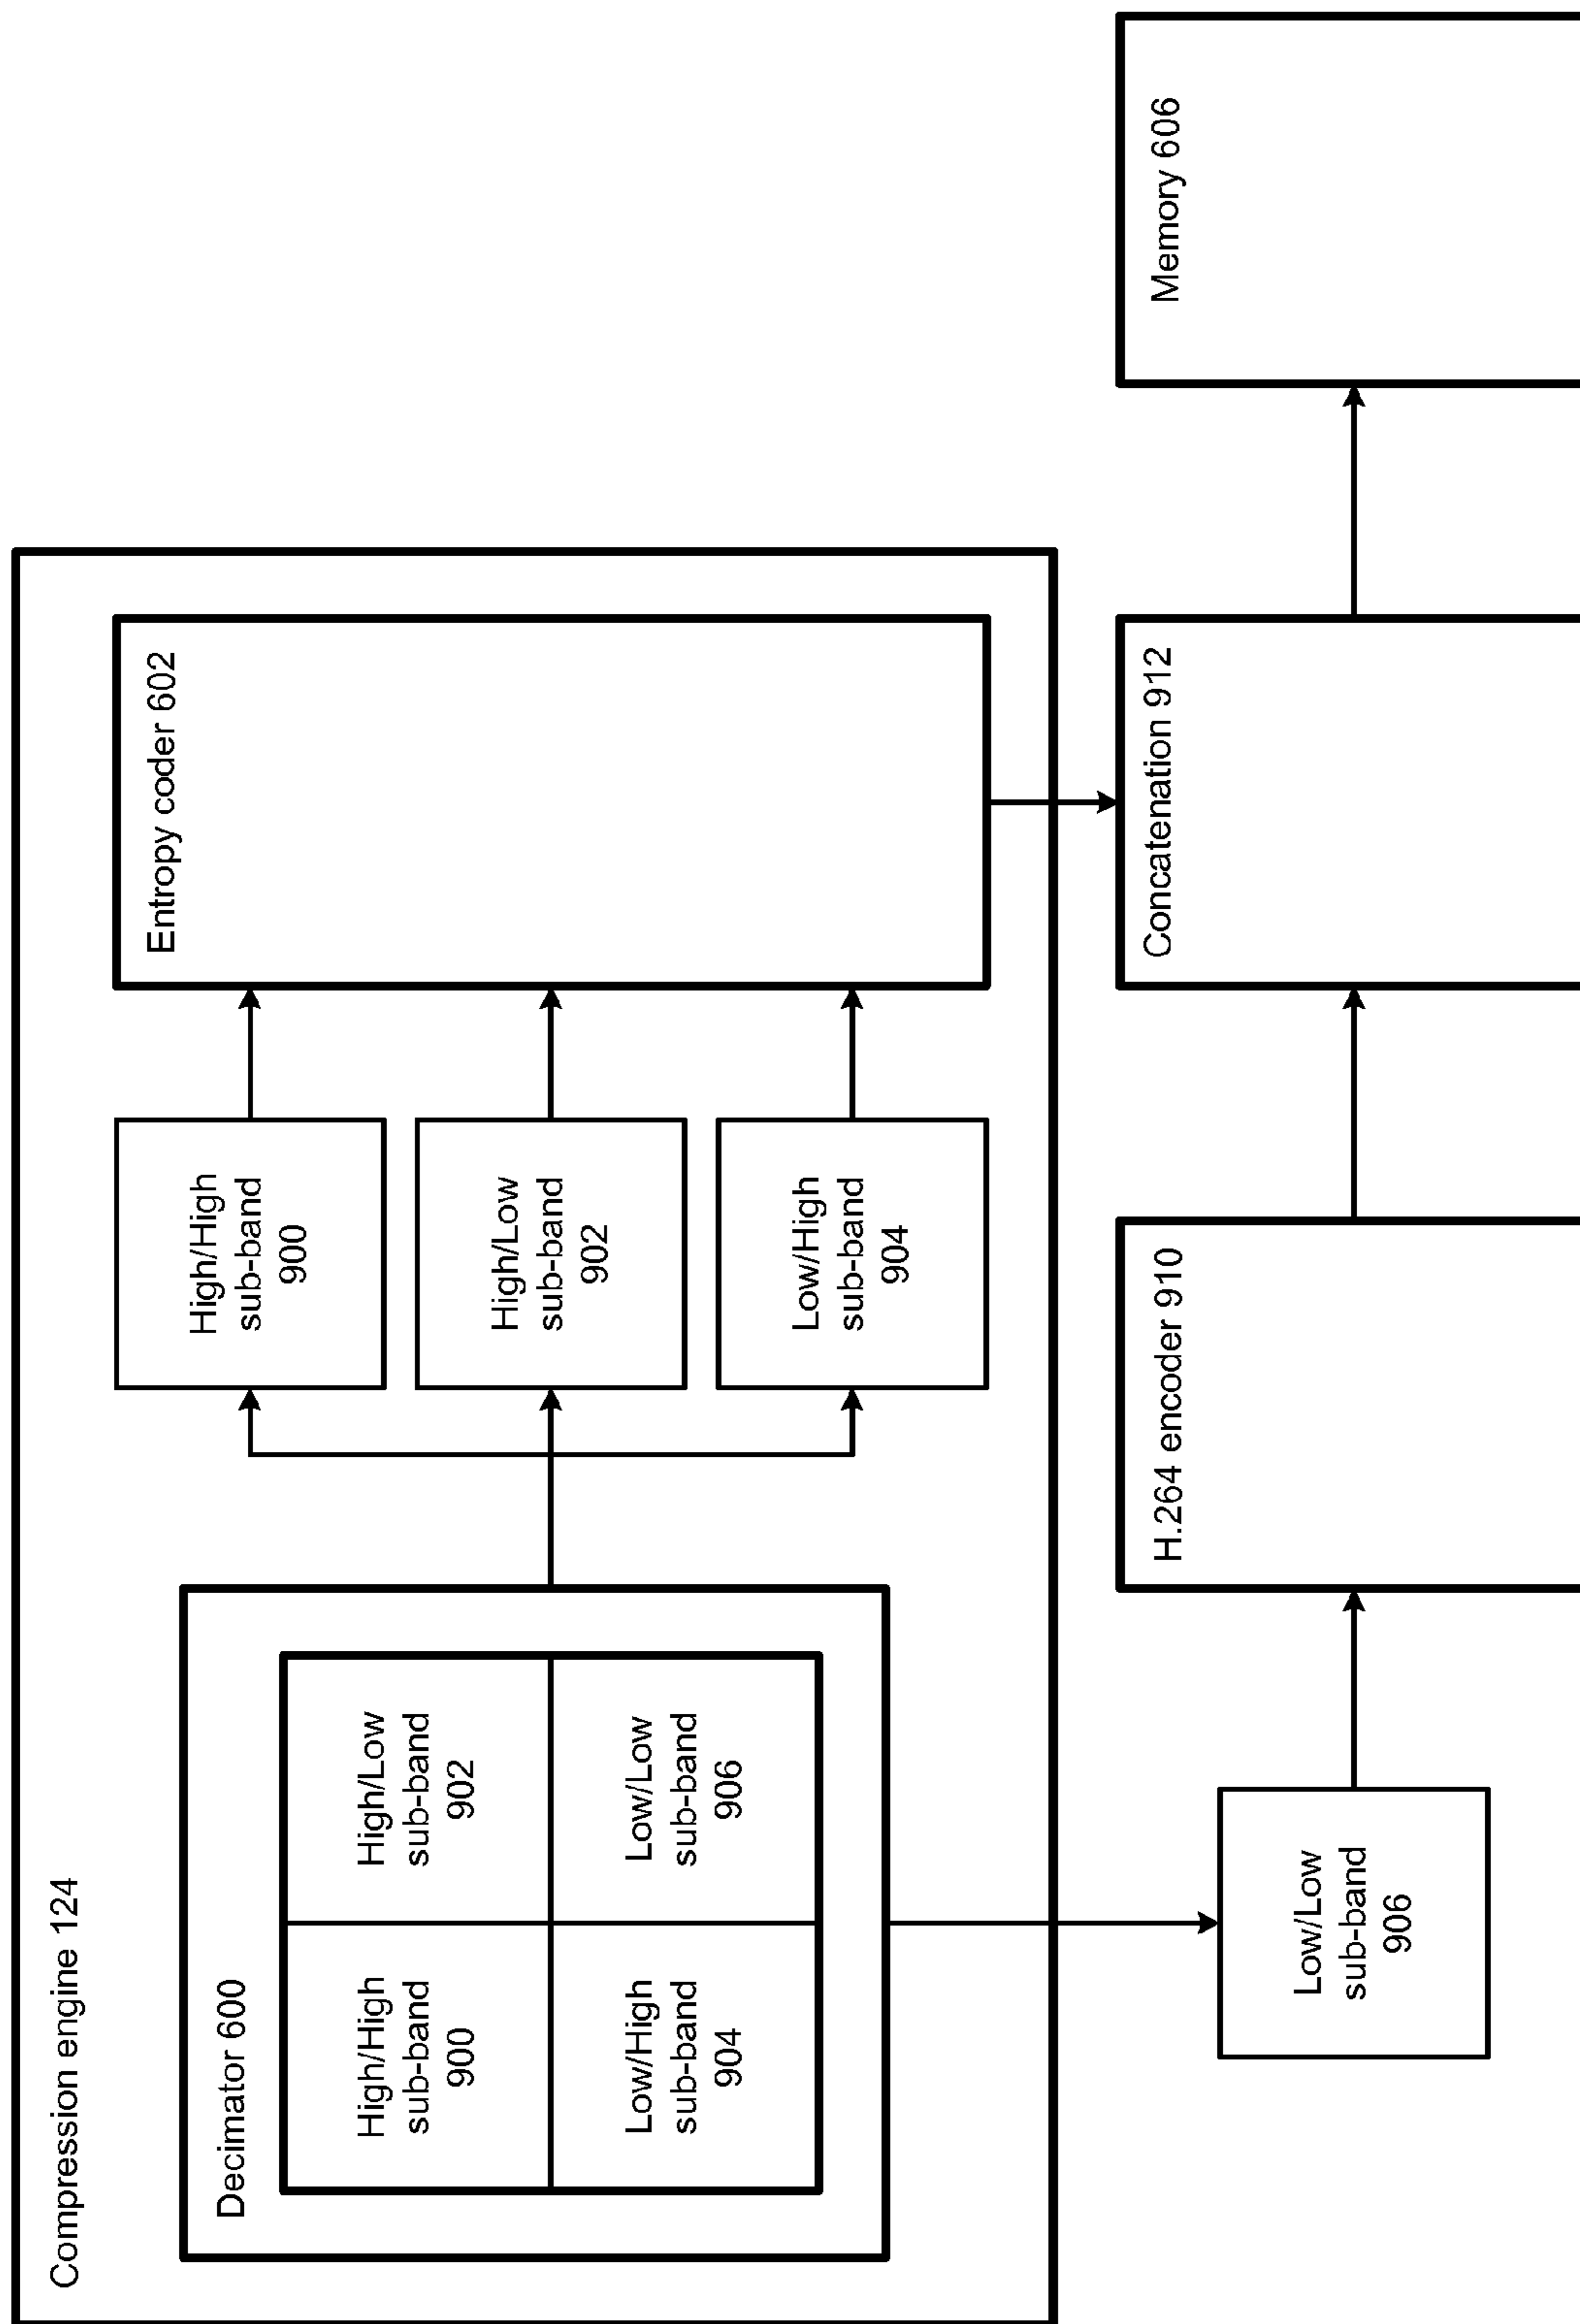 Compression engine 124
Decimator 600
High/High
sub-band
900
High/Low
sub-band
902
Low/High
sub-band
904
Low/Low
sub-band
906
High/High
sub-band
900
High/Low
sub-band
902
Low/High
sub-band
904
Entropy coder 602
Low/Low
sub-band
906
H.264 encoder 910
Concatenation 912
Memory 606